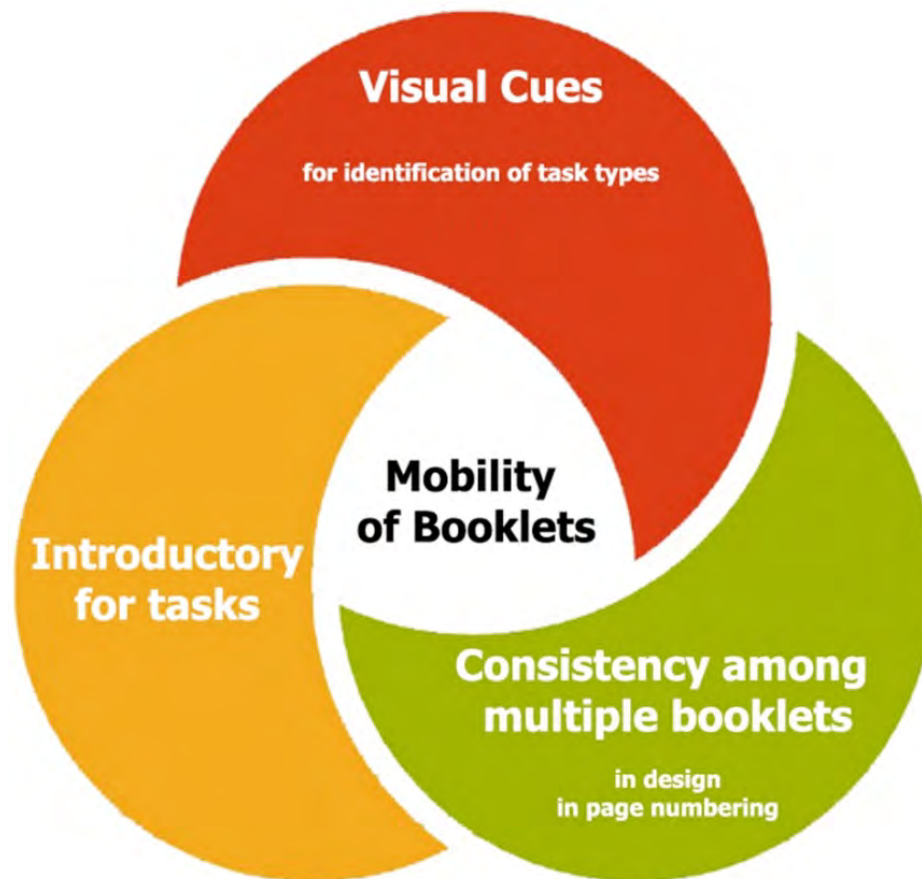 Visual Cues
for identification of task types
Mobility
of Booklets
Introductory
for tasks
Consistency among
multiple booklets
in design
in page numbering